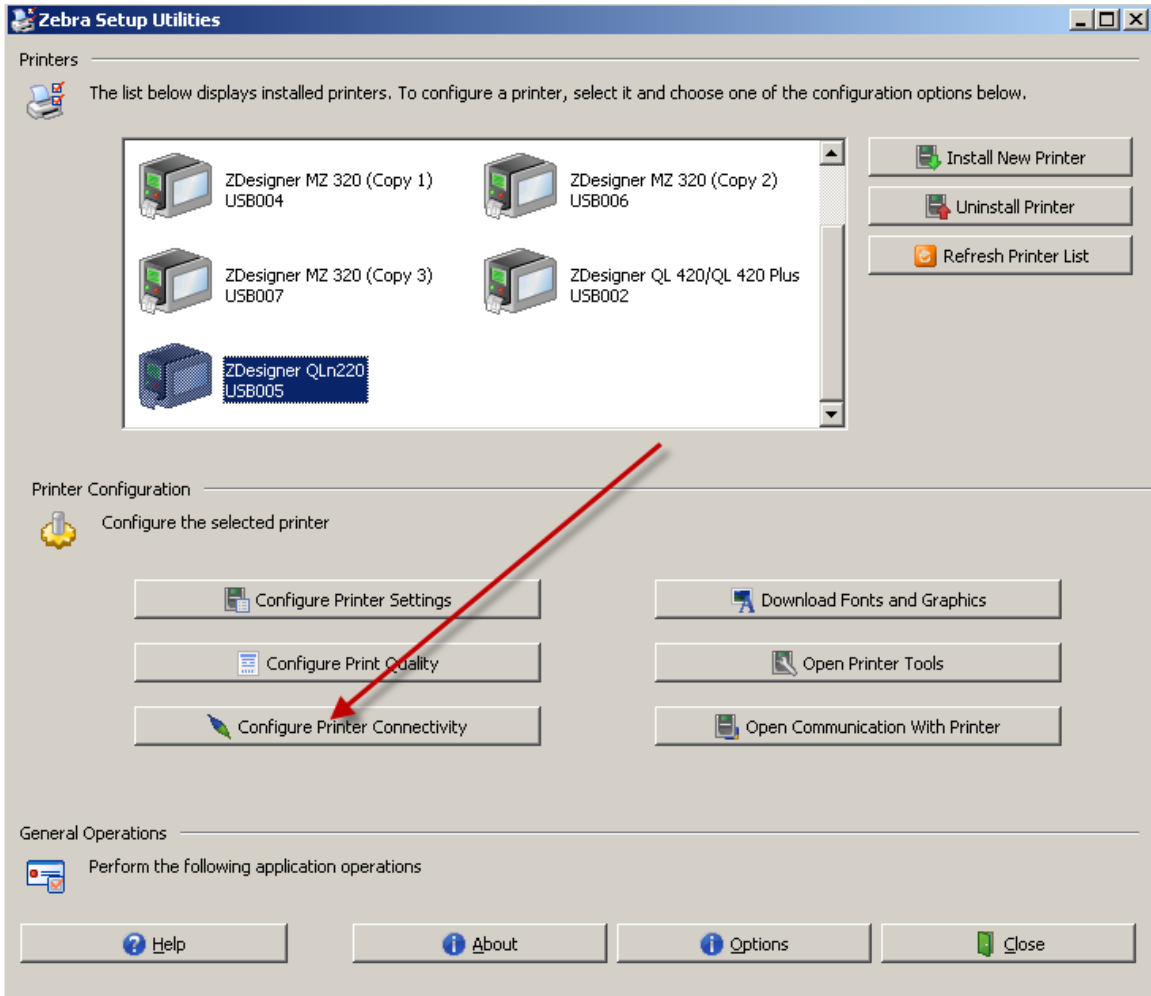 Zebra Setup Utilities
Printers
The list below displays installed printers. To configure a printer, select it and choose one of the configuration options below.
ZDesigner MZ 320 (Copy 1)
USB004
ZDesigner MZ 320 (Copy 2)
USB006
ZDesigner MZ 320 (Copy 3)
USB007
ZDesigner QL 420/QL 420 Plus
USB002
ZDesigner QLn220
USB005
Install New Printer
Uninstall Printer
Refresh Printer List
Printer Configuration
Configure the selected printer
Configure Printer Settings
Download Fonts and Graphics
Configure Print Quality
Open Printer Tools
Configure Printer Connectivity
Open Communication With Printer
General Operations
Perform the following application operations
Help
About
Options
Close